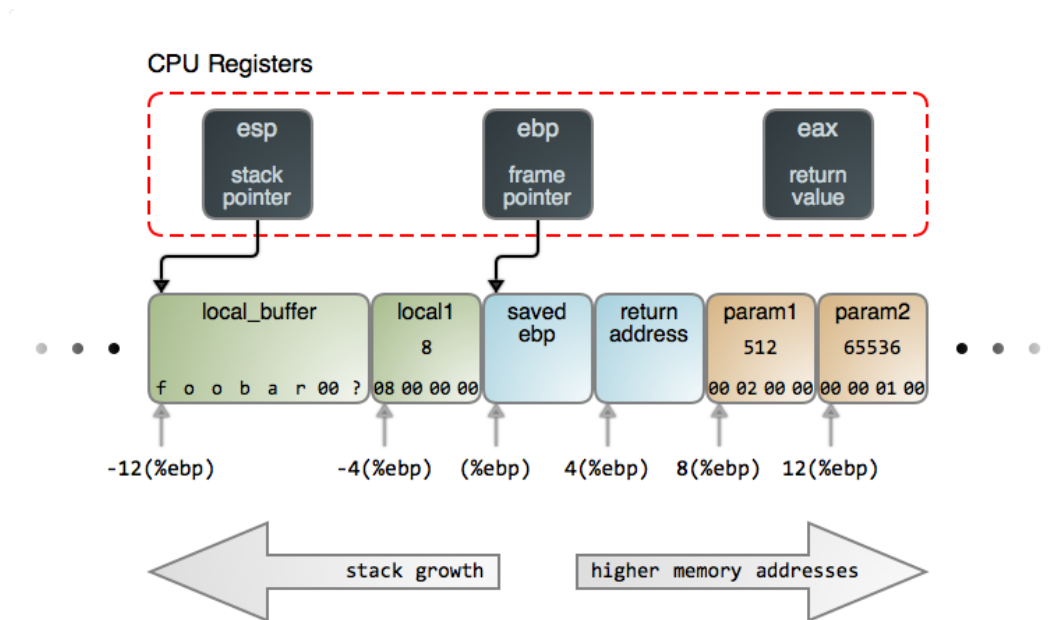 CPU Registers
esp
stack
pointer
ebp
frame
pointer
eax
return
value
local_buffer
f o o b a r 00 ?
local1
8
08 00 00 00
saved
ebp
return
address
param1
512
00 02 00 00
param2
65536
00 00 01 00
-12(%ebp)
-4(%ebp)
(%ebp)
4(%ebp)
8(%ebp)
12(%ebp)
stack growth
higher memory addresses